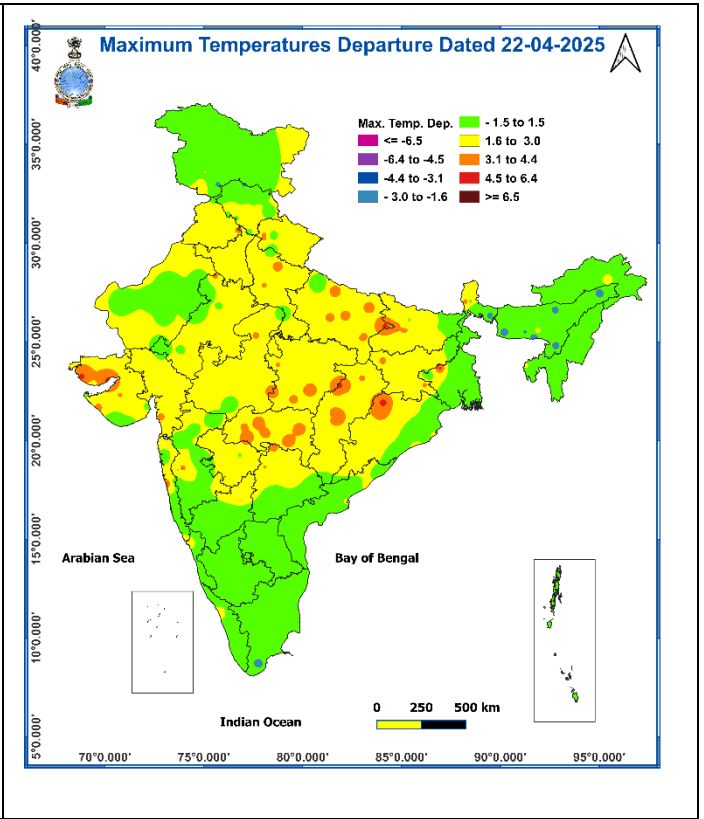 Maximum Temperatures Departure Dated 22-04-2025
Max. Temp. Dep.
<= -6.5
-6.4 to -4.5
-4.4 to -3.1
- 3.0 to -1.6
- 1.5 to 1.5
1.6 to 3.0
3.1 to 4.4
4.5 to 6.4
>= 6.5
40°0.000'
35°0.000'
30°0.000'
25°0.000'
20°0.000'
15°0.000'
10°0.000'
5°0.000'
Arabian Sea
Bay of Bengal
Indian Ocean
0 250 500 km
70°0.000' 75°0.000' 80°0.000' 85°0.000' 90°0.000' 95°0.000'